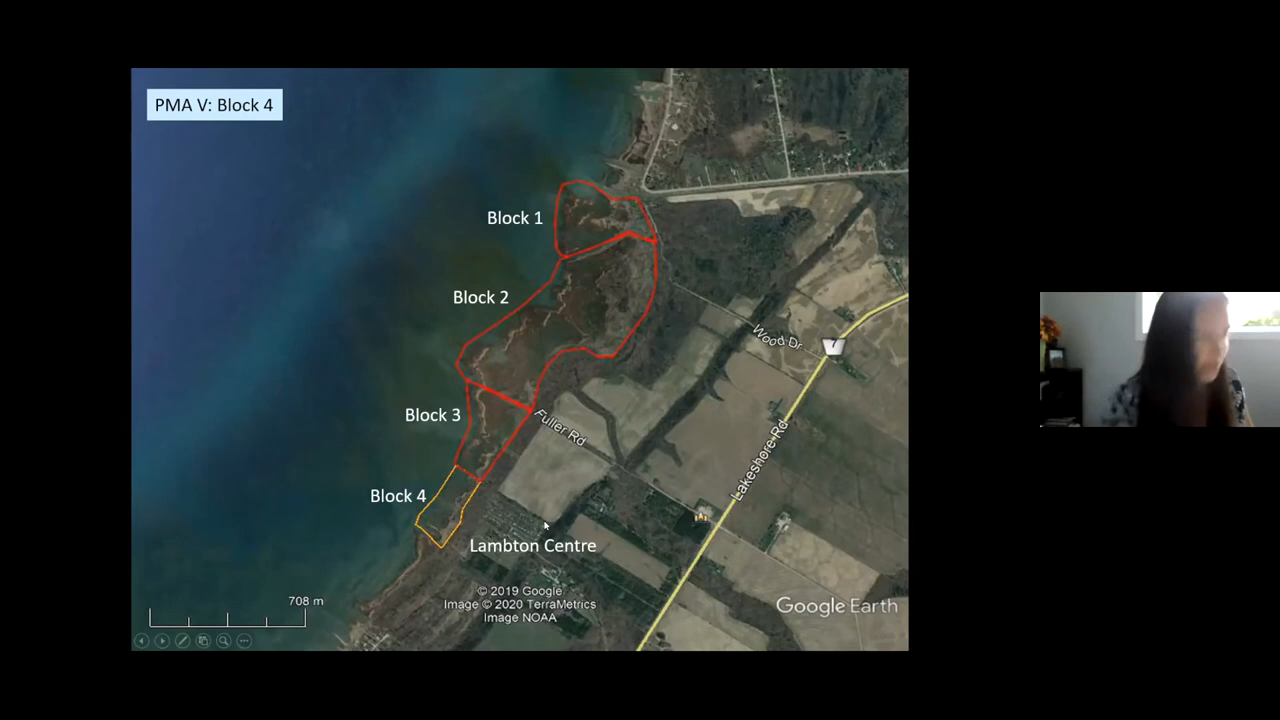 PMA V: Block 4
Block 1
Block 2
Wood Dr
7
Block 3
Fuller Rd
Lakeshore Rd
Block 4
Lambton Centre
© 2019 Google
Image © 2020 TerraMetrics
Image NOAA
708 m
Google Earth